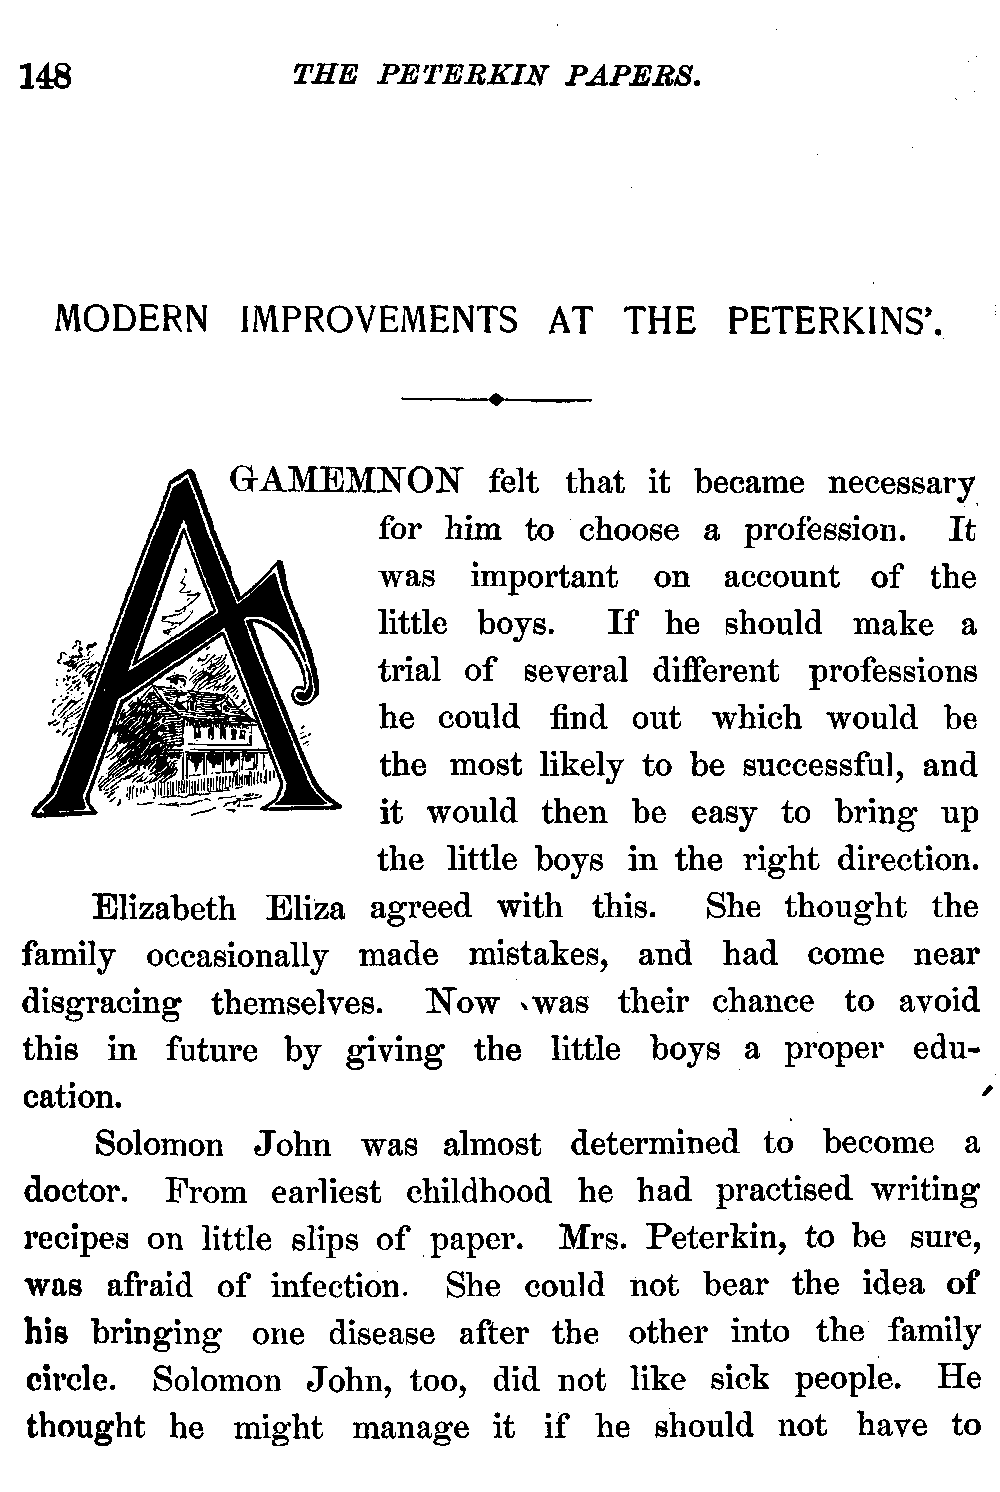 148 THE PETERKIN PAPERS.
MODERN IMPROVEMENTS AT THE PETERKINS'.
AGAMEMNON felt that it became necessary
for him to choose a profession. It
was important on account of the
little boys. If he should make a
trial of several different professions
he could find out which would be
the most likely to be successful, and
it would then be easy to bring up
the little boys in the right direction.
Elizabeth Eliza agreed with this. She thought the
family occasionally made mistakes, and had come near
disgracing themselves. Now was their chance to avoid
this in future by giving the little boys a proper edu-
cation.
Solomon John was almost determined to become a
doctor. From earliest childhood he had practised writing
recipes on little slips of paper. Mrs. Peterkin, to be sure,
was afraid of infection. She could not bear the idea of
his bringing one disease after the other into the family
circle. Solomon John, too, did not like sick people. He
thought he might manage it if he should not have to